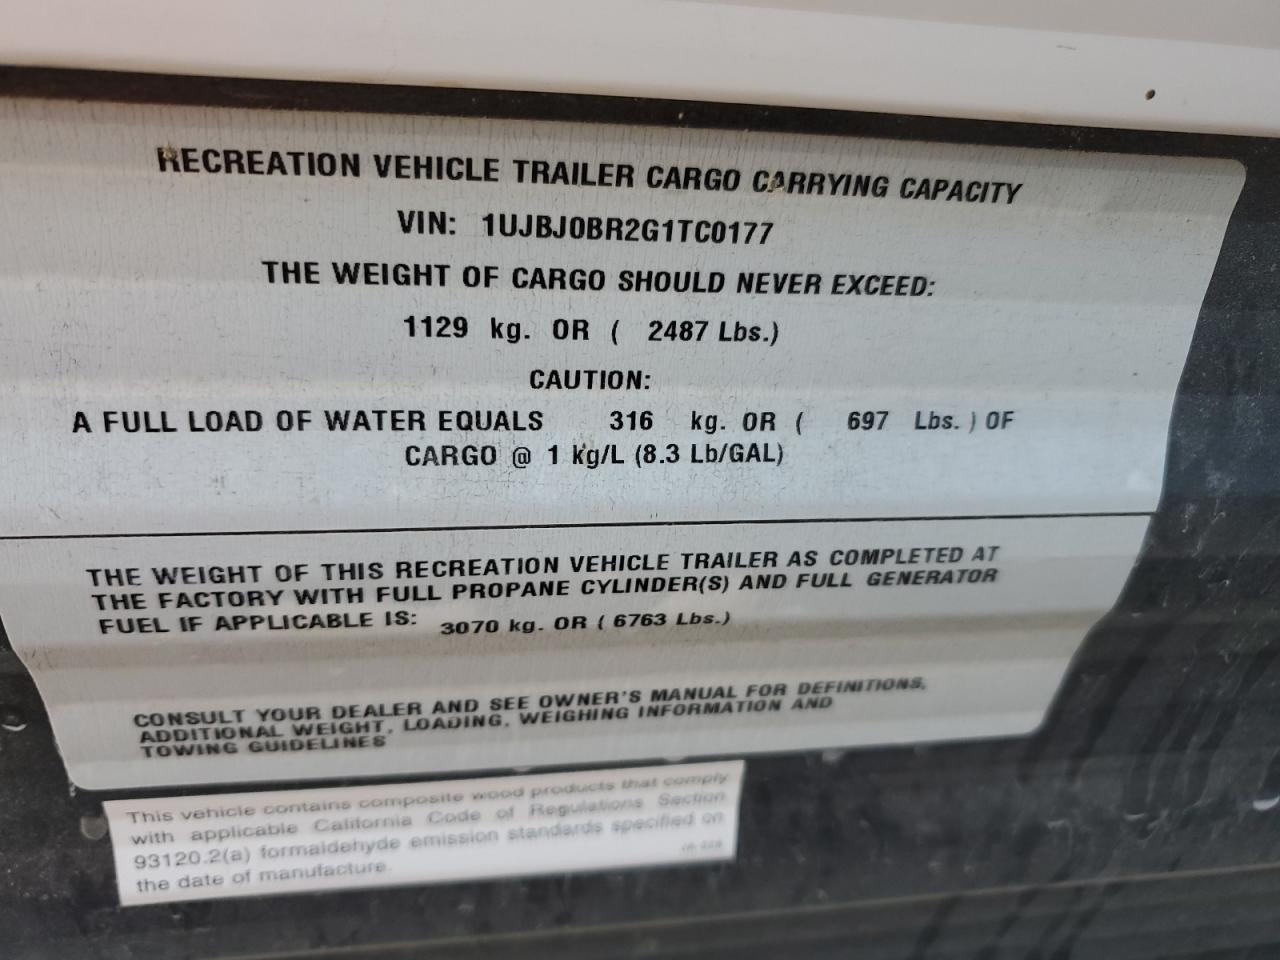 RECREATION VEHICLE TRAILER CARGO CARRYING CAPACITY
VIN: 1UJBJ0BR2G1TC0177
THE WEIGHT OF CARGO SHOULD NEVER EXCEED:
1129 kg. OR ( 2487 Lbs.)
CAUTION:
A FULL LOAD OF WATER EQUALS 316 kg. OR ( 697 Lbs. ) OF
CARGO @ 1 kg/L (8.3 Lb/GAL)
THE WEIGHT OF THIS RECREATION VEHICLE TRAILER AS COMPLETED AT
THE FACTORY WITH FULL PROPANE CYLINDER(S) AND FULL GENERATOR
FUEL IF APPLICABLE IS: 3070 kg. OR ( 6763 Lbs.)
CONSULT YOUR DEALER AND SEE OWNER'S MANUAL FOR DEFINITIONS,
ADDITIONAL WEIGHT, LOADING, WEIGHING INFORMATION AND
TOWING GUIDELINES
This vehicle contains composite wood products that comply
with applicable California Code of Regulations Section
93120.2(a) formaldehyde emission standards specified on
the date of manufacture.